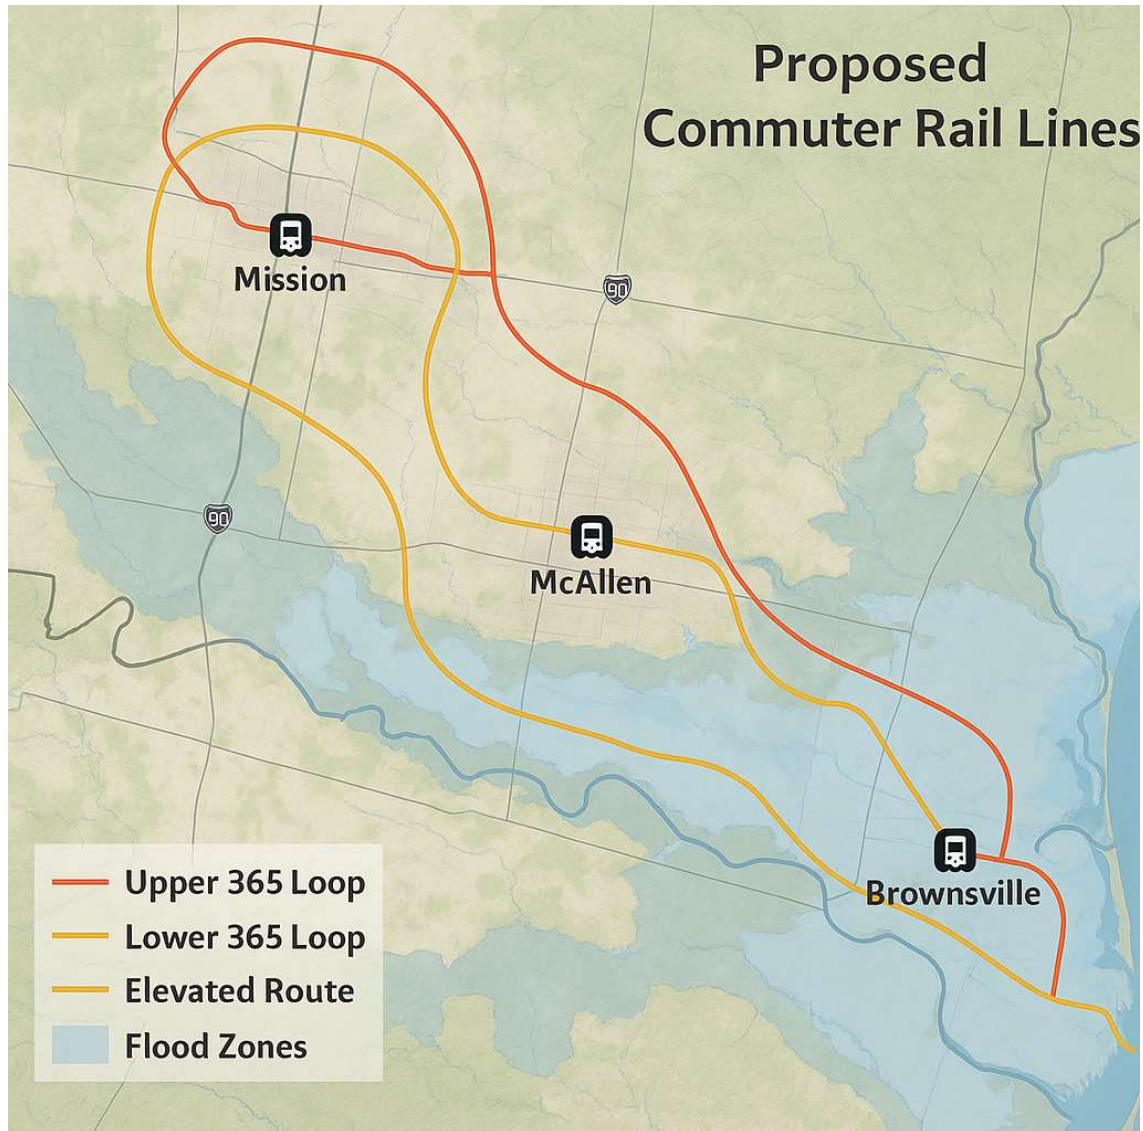 Proposed
Commuter Rail Lines
Mission
90
90
McAllen
Brownsville
Upper 365 Loop
Lower 365 Loop
Elevated Route
Flood Zones